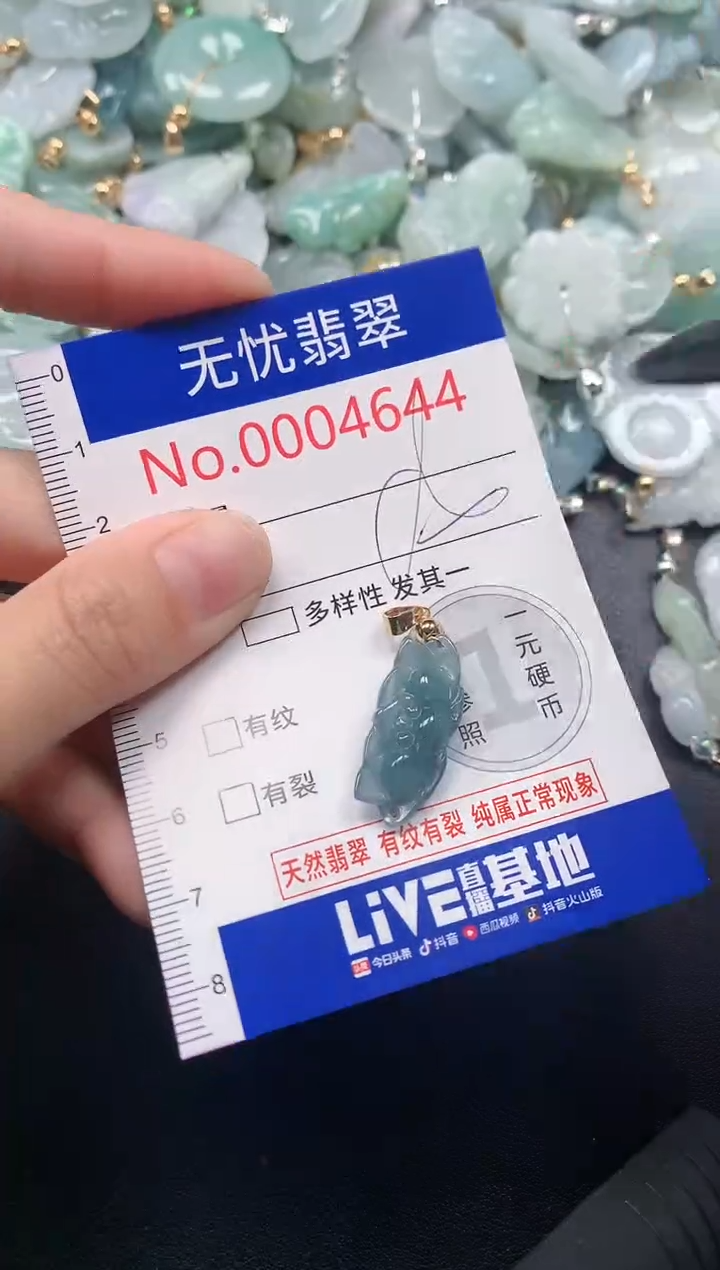 无忧翡翠
No.0004644
0
1
2
多样性 发其一
一元硬币
参照
5
有纹
6
有裂
天然翡翠 有纹有裂 纯属正常现象
7
LiVE直播基地
8
今日头条 抖音 西瓜视频 抖音火山版